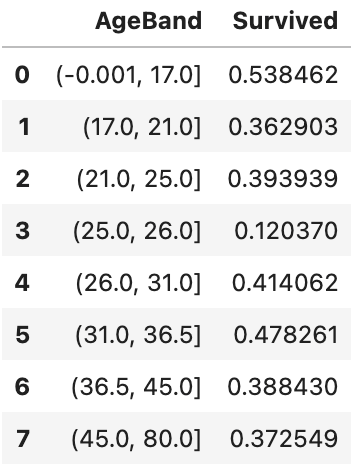 AgeBand Survived
0 (-0.001, 17.0] 0.538462
1 (17.0, 21.0] 0.362903
2 (21.0, 25.0] 0.393939
3 (25.0, 26.0] 0.120370
4 (26.0, 31.0] 0.414062
5 (31.0, 36.5] 0.478261
6 (36.5, 45.0] 0.388430
7 (45.0, 80.0] 0.372549